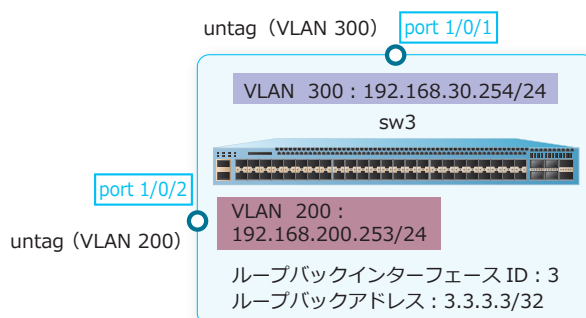 untag（VLAN 300） port 1/0/1
VLAN 300：192.168.30.254/24
sw3
port 1/0/2
untag（VLAN 200）
VLAN 200：
192.168.200.253/24
ループバックインターフェース ID：3
ループバックアドレス：3.3.3.3/32